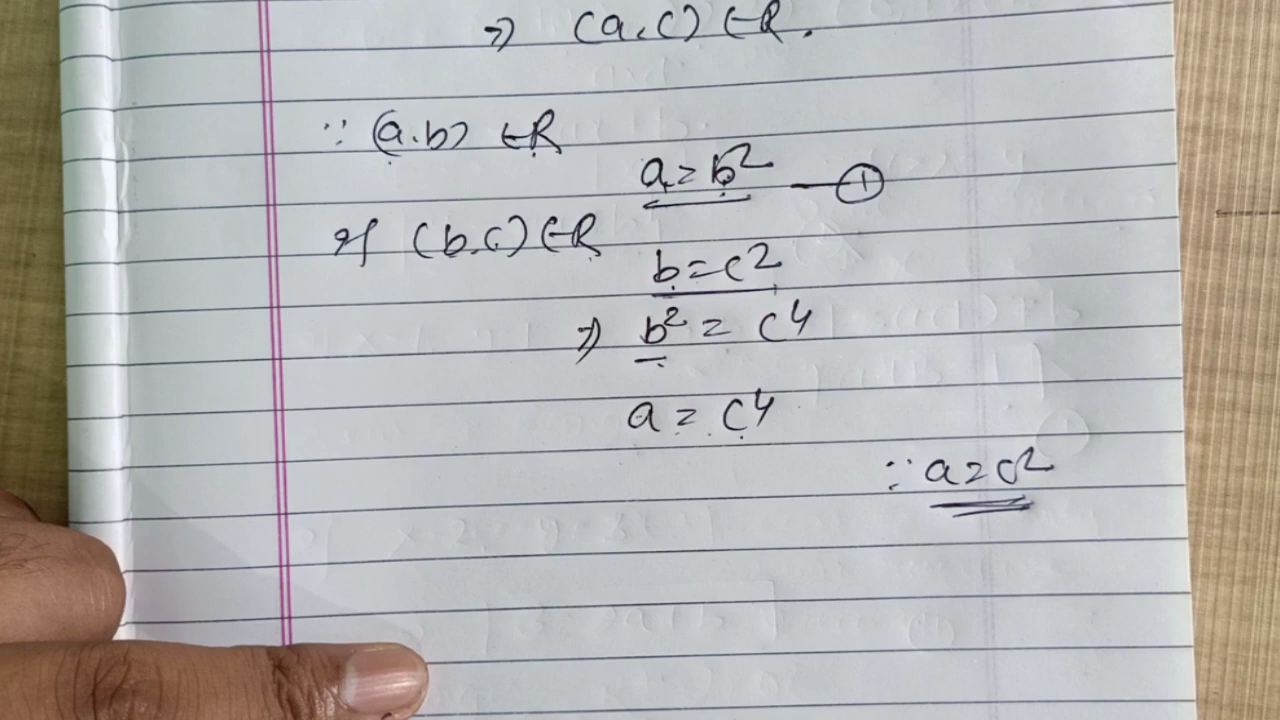 ⇒ (a,c) ∈ R.
∵ (a,b) ∈ R
a = b² — ①
If (b,c) ∈ R
b = c²
⇒ b² = c⁴
a = c⁴
∵ a = c²